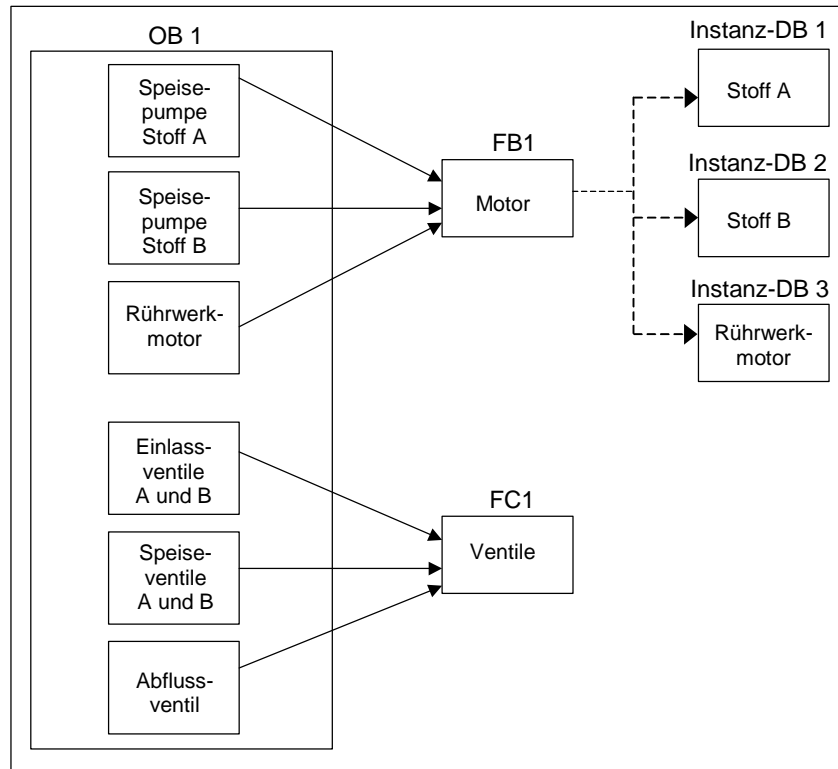 OB 1
Speise-
pumpe
Stoff A
Speise-
pumpe
Stoff B
Rührwerk-
motor
Einlass-
ventile
A und B
Speise-
ventile
A und B
Abfluss-
ventil
FB1
Motor
FC1
Ventile
Instanz-DB 1
Stoff A
Instanz-DB 2
Stoff B
Instanz-DB 3
Rührwerk-
motor